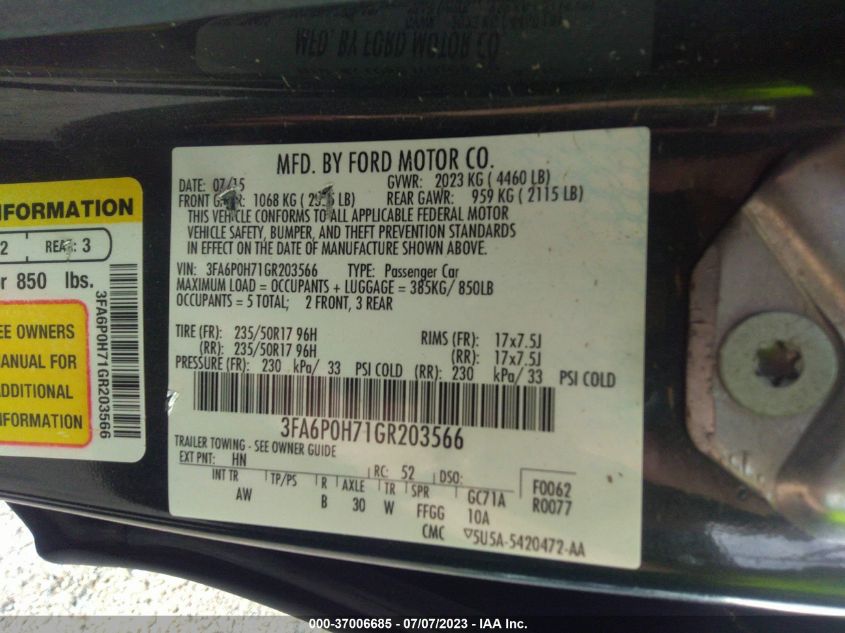 MFD. BY FORD MOTOR CO.
MFD. BY FORD MOTOR CO.
DATE: 07/15 GVWR: 2023 KG ( 4460 LB)
FRONT 1068 KG ( LB) REAR GAWR: 959 KG ( 2115 LB)
THIS VEHICLE CONFORMS TO ALL APPLICABLE FEDERAL MOTOR
VEHICLE SAFETY, BUMPER, AND THEFT PREVENTION STANDARDS
IN EFFECT ON THE DATE OF MANUFACTURE SHOWN ABOVE.
VIN: 3FA6P0H71GR203566 TYPE: Passenger Car
MAXIMUM LOAD = OCCUPANTS + LUGGAGE = 385KG/ 850LB
OCCUPANTS = 5 TOTAL; 2 FRONT, 3 REAR
TIRE (FR): 235/50R17 96H RIMS (FR): 17x7.5J
(RR): 235/50R17 96H (RR): 17x7.5J
PRESSURE (FR): 230 kPa/ 33 PSI COLD (RR): 230 kPa/ 33 PSI COLD
3FA6P0H71GR203566
TRAILER TOWING - SEE OWNER GUIDE
EXT PNT: HN RC: 52 DSO:
INT TR TP/PS R AXLE TR SPR GC71A F0062
AW B 30 W FFGG 10A R0077
CMC ▽5U5A-5420472-AA
INFORMATION
2 REAR 3
850 lbs.
SEE OWNERS
MANUAL FOR
ADDITIONAL
INFORMATION
3FA6P0H71GR203566
000-37006685 - 07/07/2023 - IAA Inc.